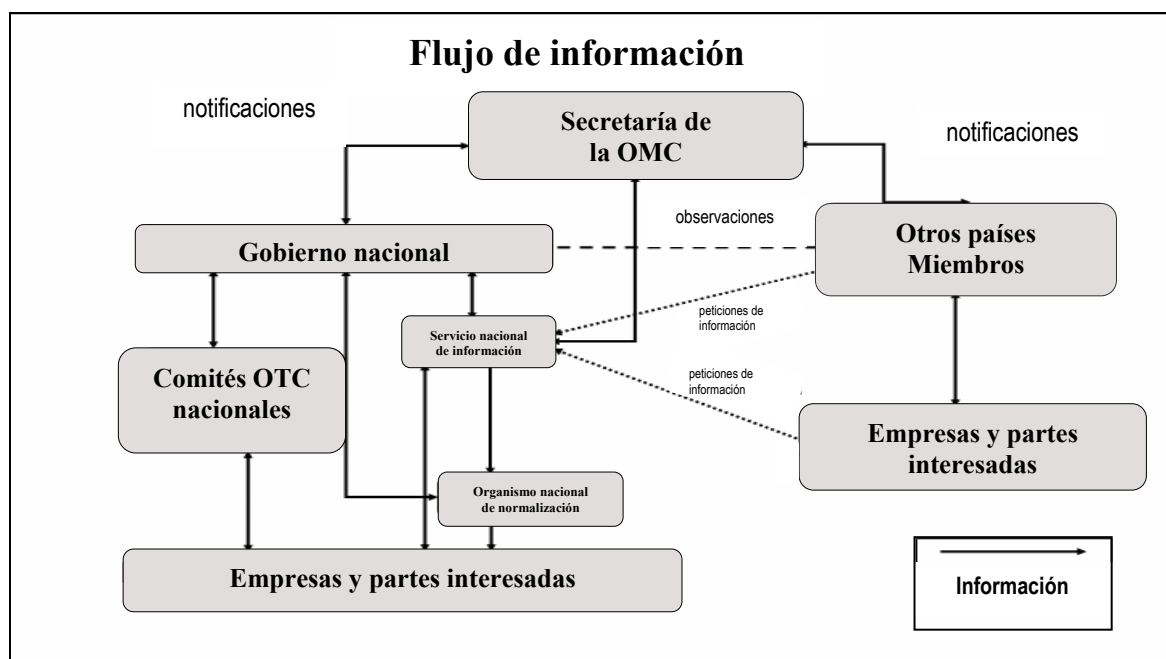 Flujo de información
notificaciones
Secretaría de
la OMC
notificaciones
observaciones
Gobierno nacional
Otros países
Miembros
peticiones de
información
Servicio nacional
de información
Comités OTC
nacionales
peticiones de
información
Empresas y partes
interesadas
Organismo nacional
de normalización
Empresas y partes interesadas
Información